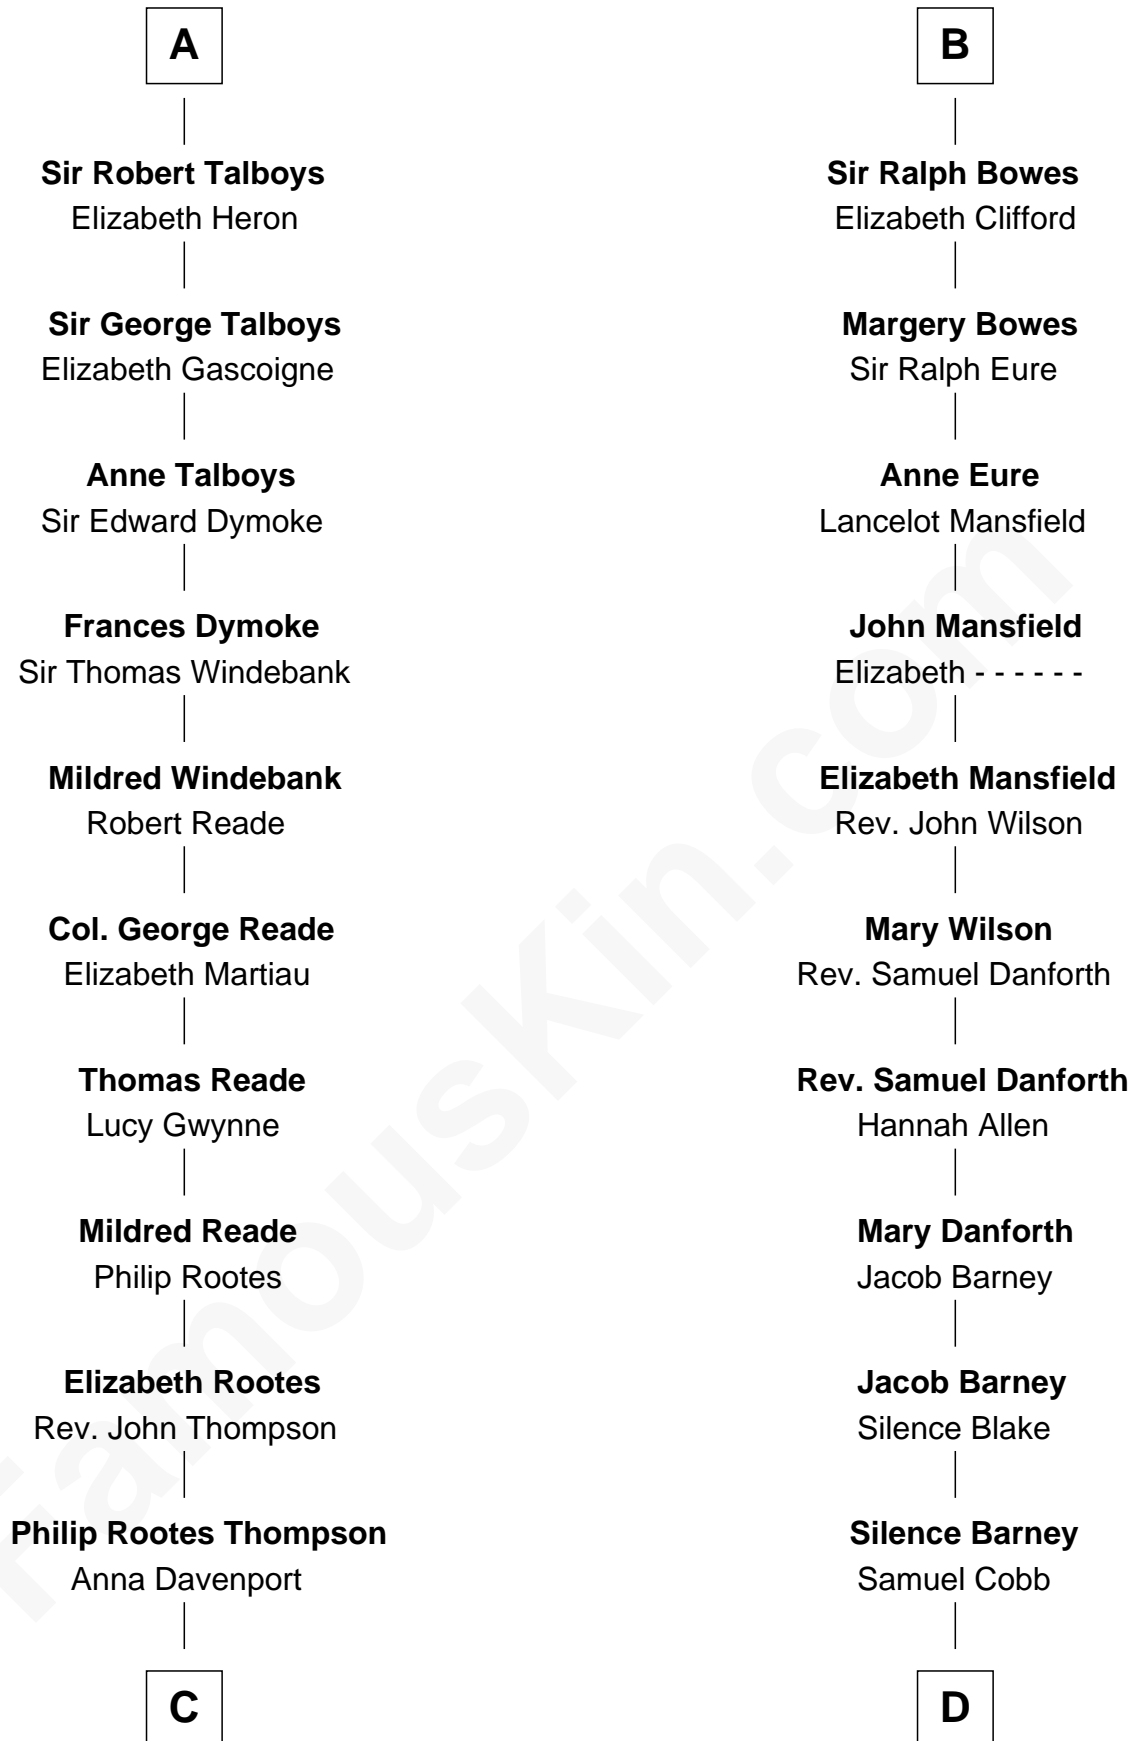 A
Sir Robert Talboys
Elizabeth Heron
Sir George Talboys
Elizabeth Gascoigne
Anne Talboys
Sir Edward Dymoke
Frances Dymoke
Sir Thomas Windebank
Mildred Windebank
Robert Reade
Col. George Reade
Elizabeth Martiau
Thomas Reade
Lucy Gwynne
Mildred Reade
Philip Rootes
Elizabeth Rootes
Rev. John Thompson
Philip Rootes Thompson
Anna Davenport
C
B
Sir Ralph Bowes
Elizabeth Clifford
Margery Bowes
Sir Ralph Eure
Anne Eure
Lancelot Mansfield
John Mansfield
Elizabeth - - - - - -
Elizabeth Mansfield
Rev. John Wilson
Mary Wilson
Rev. Samuel Danforth
Rev. Samuel Danforth
Hannah Allen
Mary Danforth
Jacob Barney
Jacob Barney
Silence Blake
Silence Barney
Samuel Cobb
D
FamousKin.com